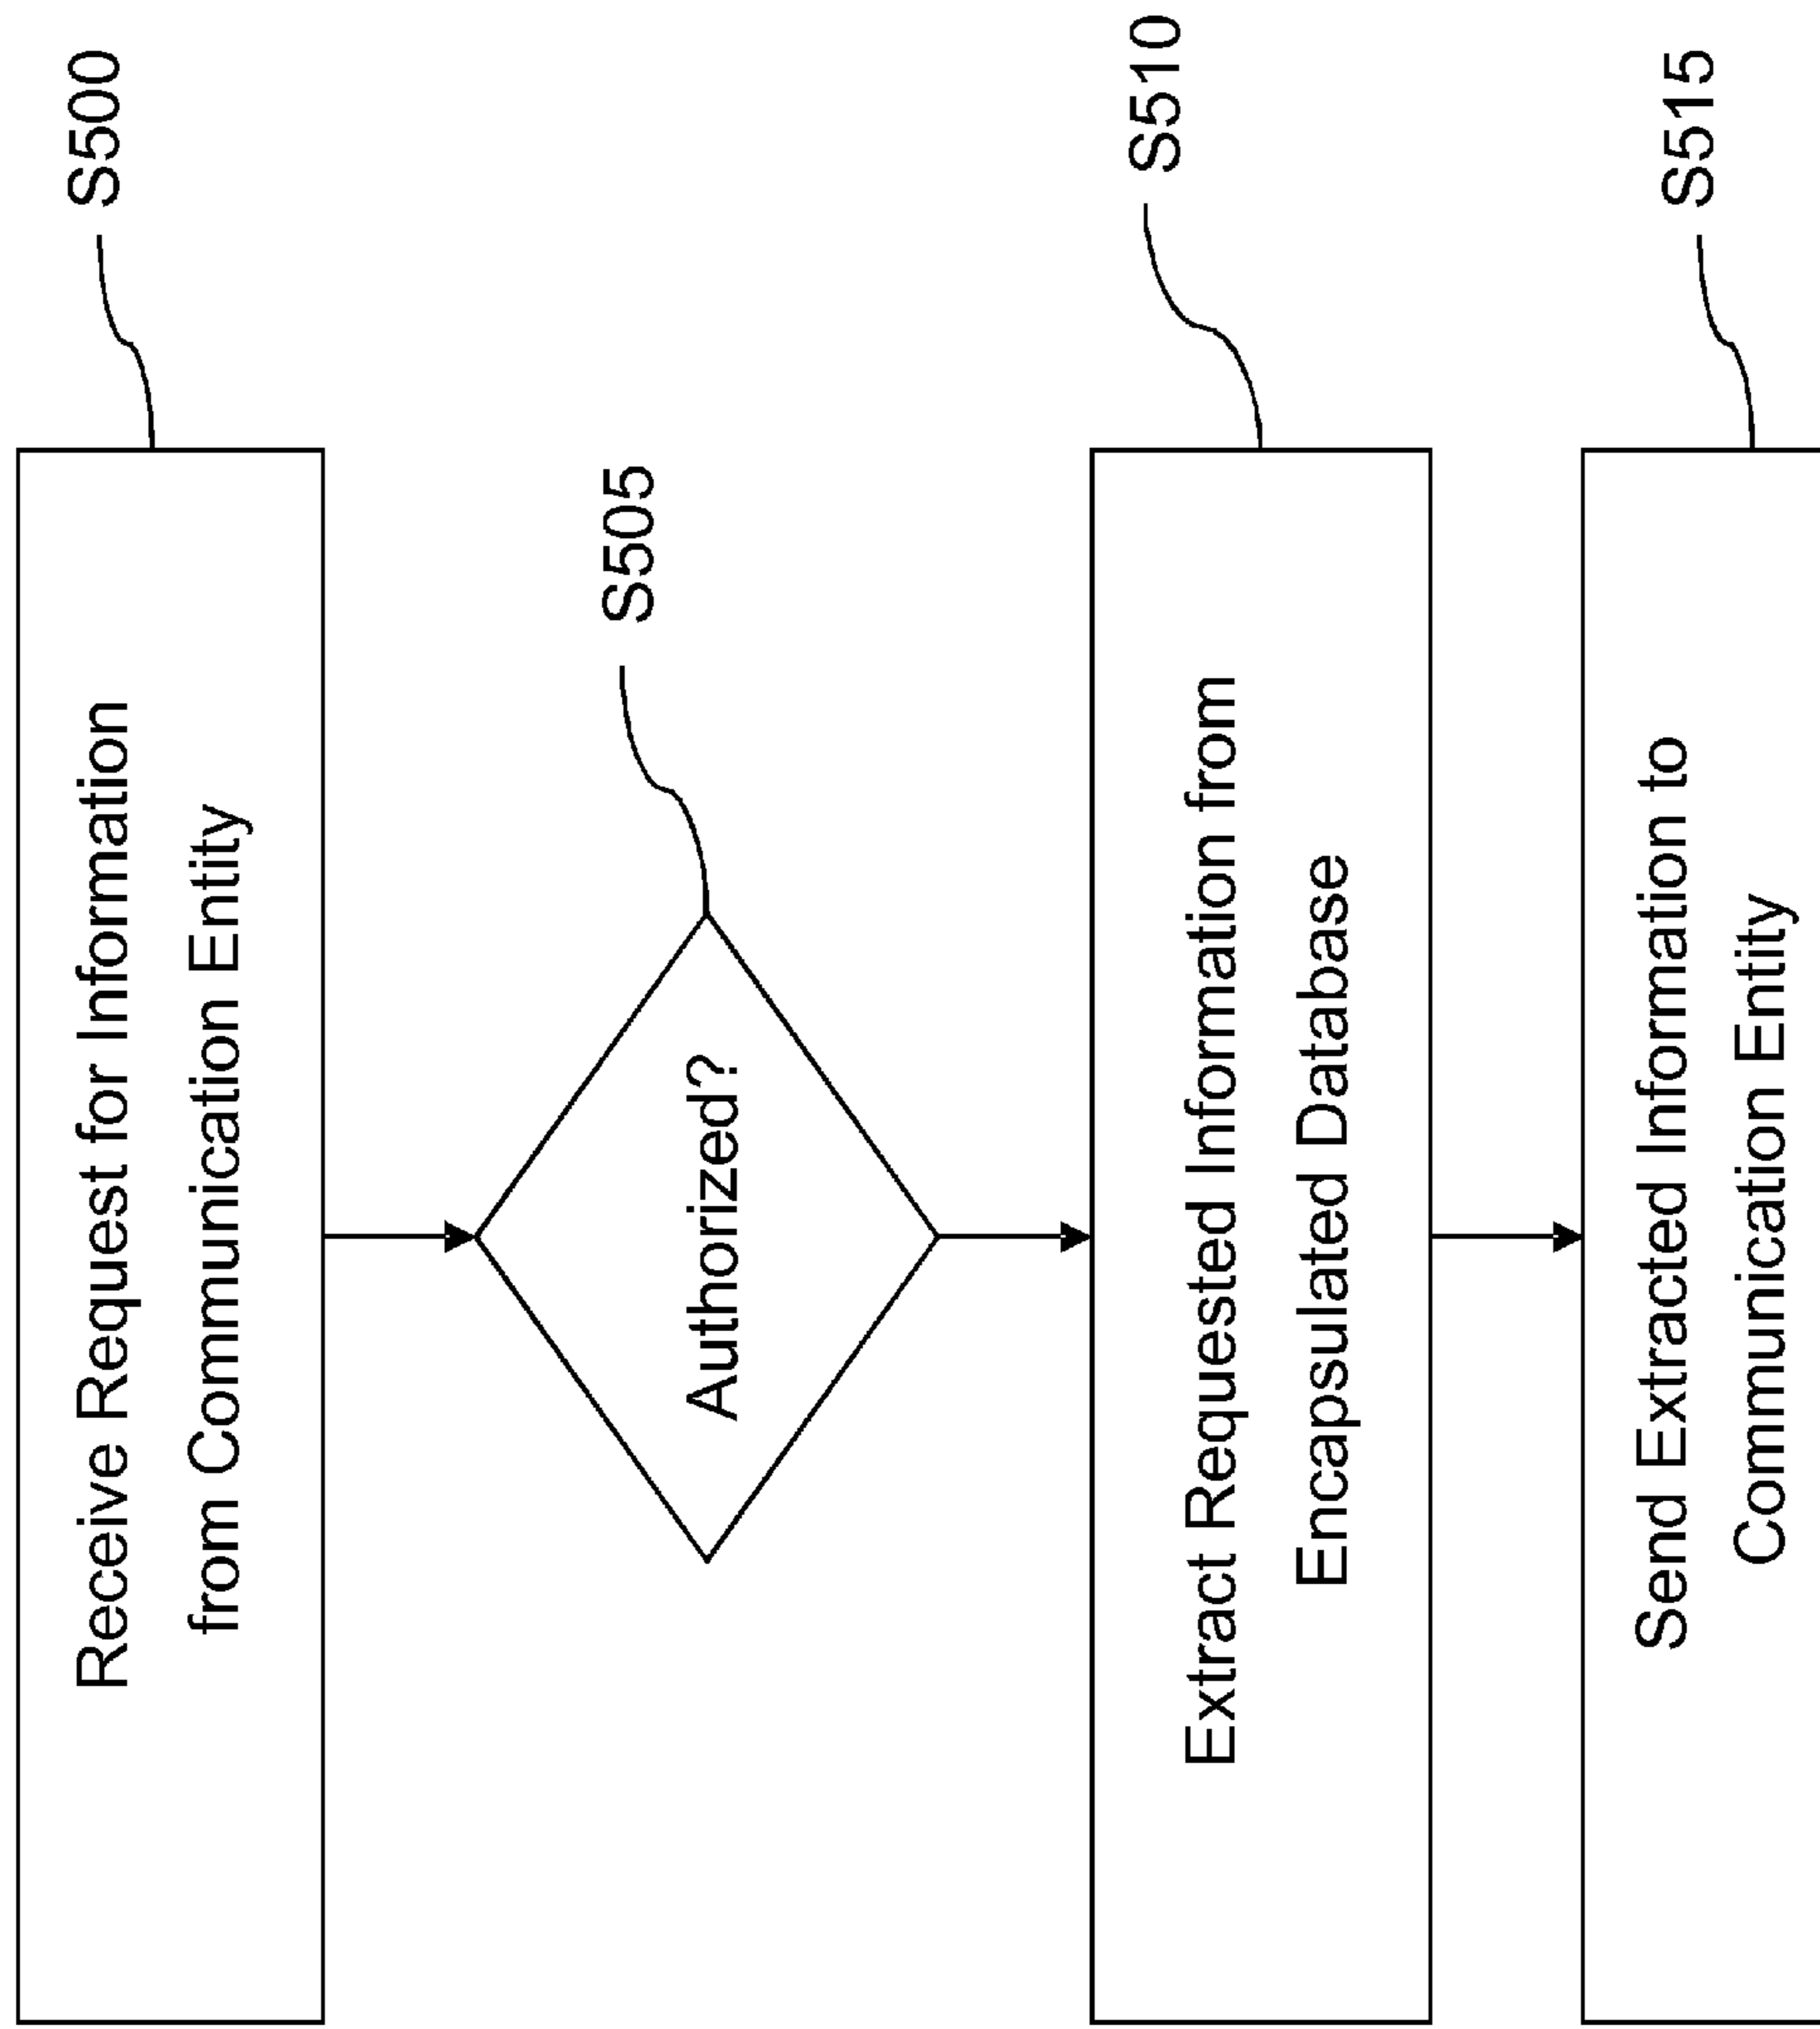 Receive Request for Information
from Communication Entity
S500
Authorized?
S505
Extract Requested Information from
Encapsulated Database
S510
Send Extracted Information to
Communication Entity
S515